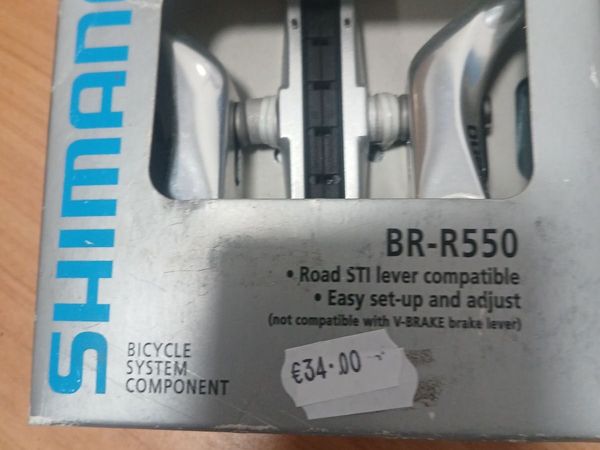 SHIMANO
BR-R550
• Road STI lever compatible
• Easy set-up and adjust
(not compatible with V-BRAKE brake lever)
BICYCLE
SYSTEM
COMPONENT
€34.00